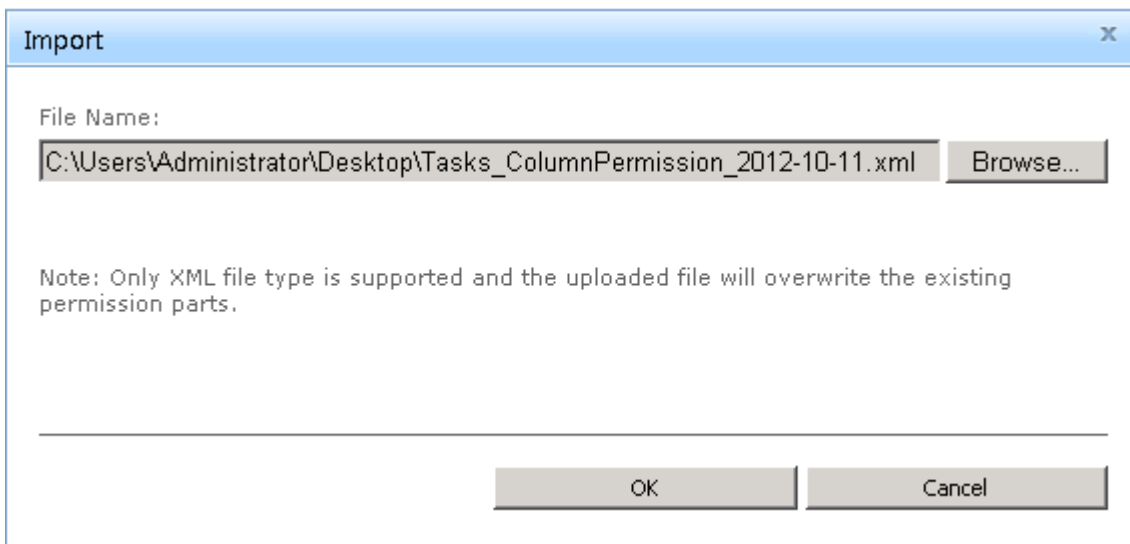 Import
x
File Name:
C:\Users\Administrator\Desktop\Tasks_ColumnPermission_2012-10-11.xml Browse...
Note: Only XML file type is supported and the uploaded file will overwrite the existing
permission parts.
OK Cancel